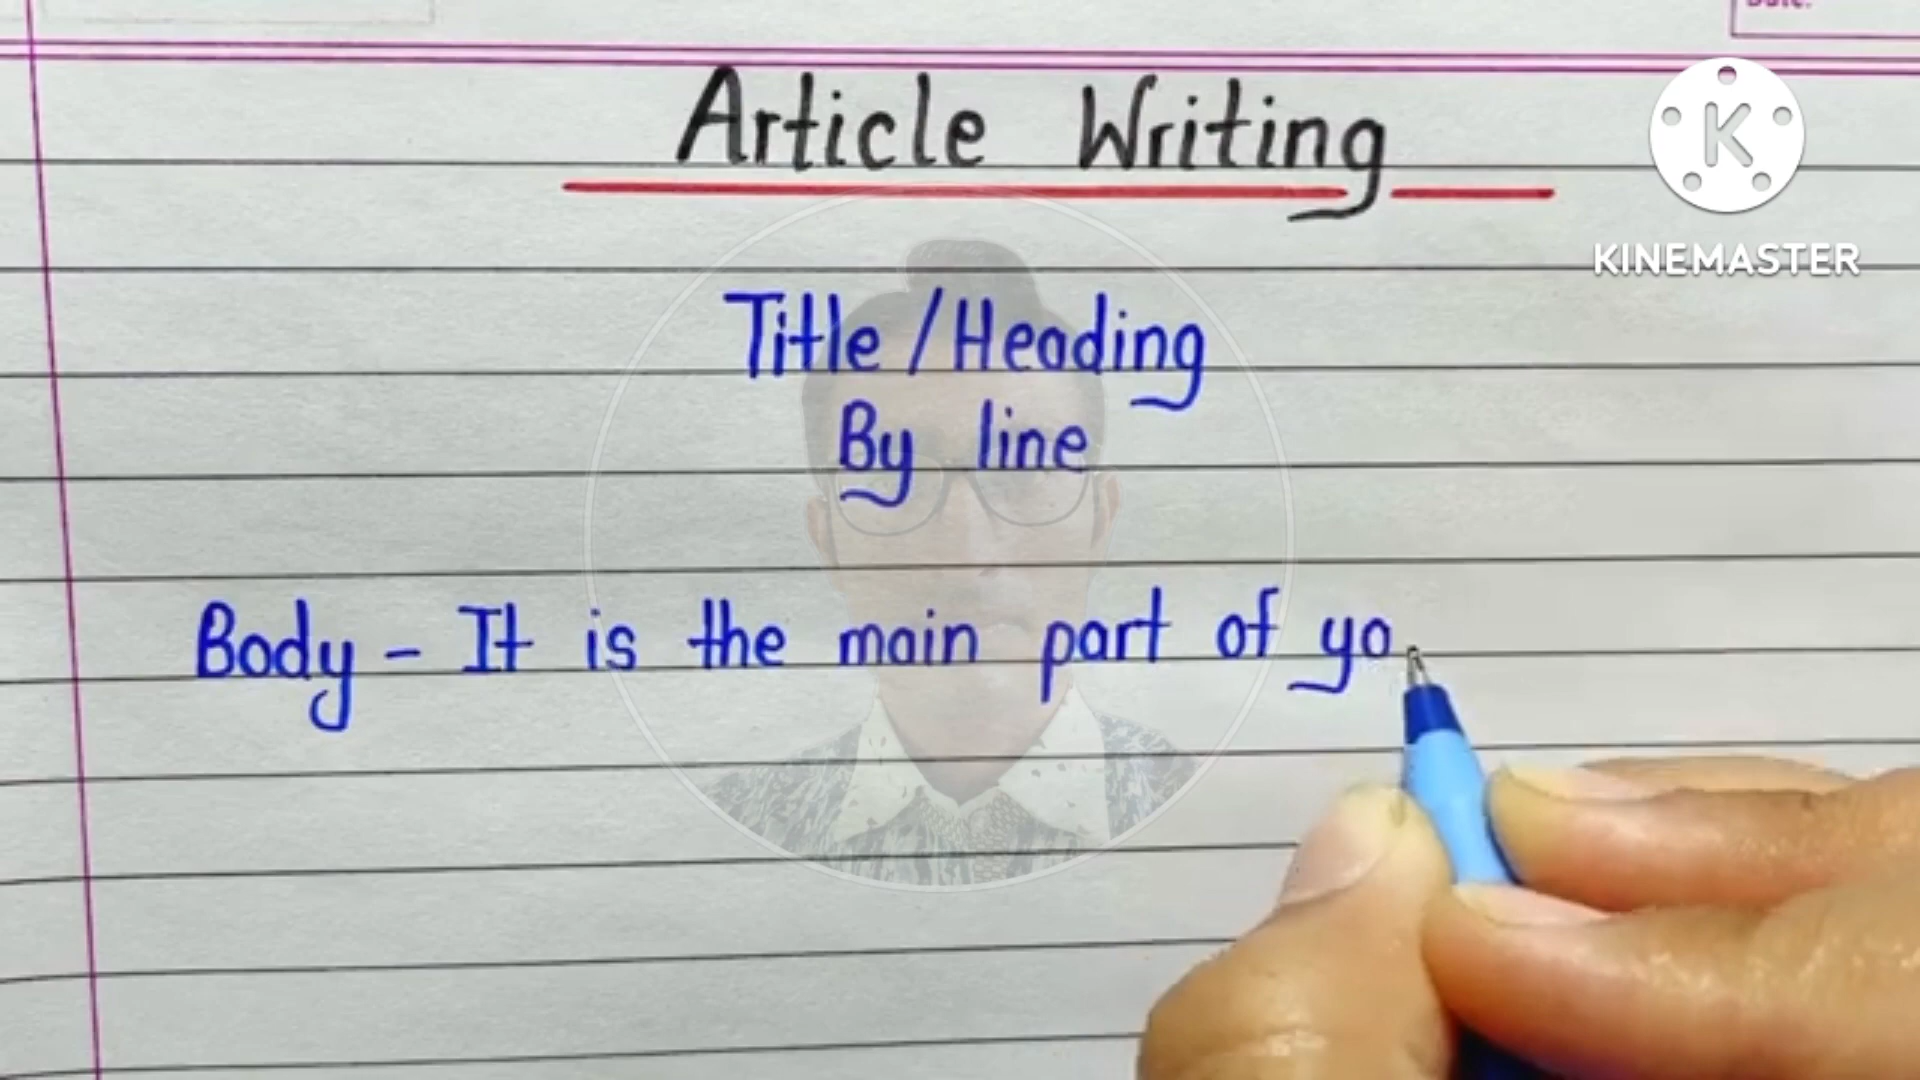 Article Writing
KINEMASTER
Title/Heading
By line
Body - It is the main part of yo